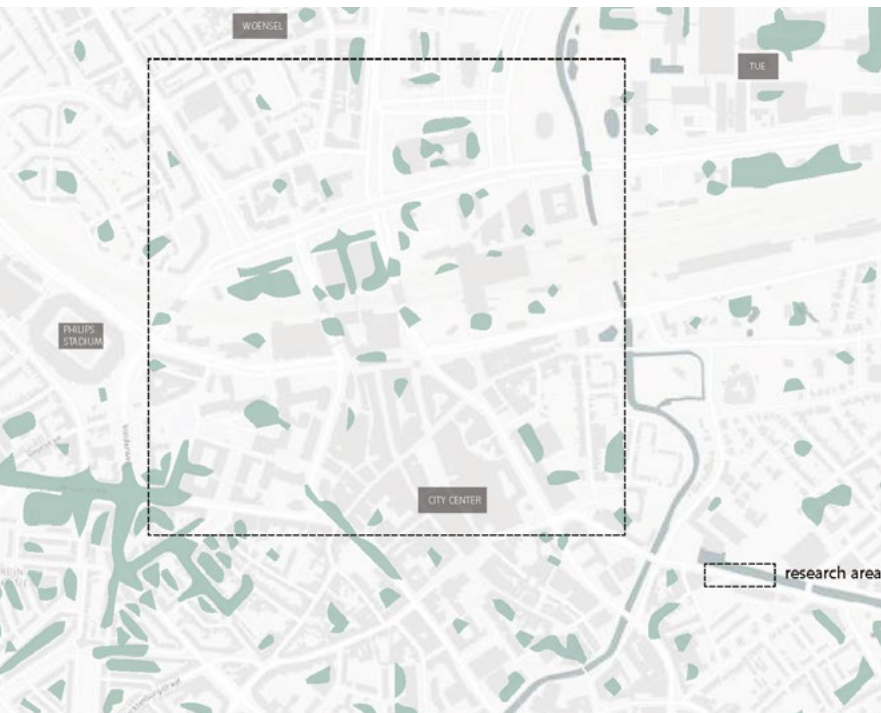 WOENSEL
TUE
PHILIPS
STADIUM
CITY CENTER
research area